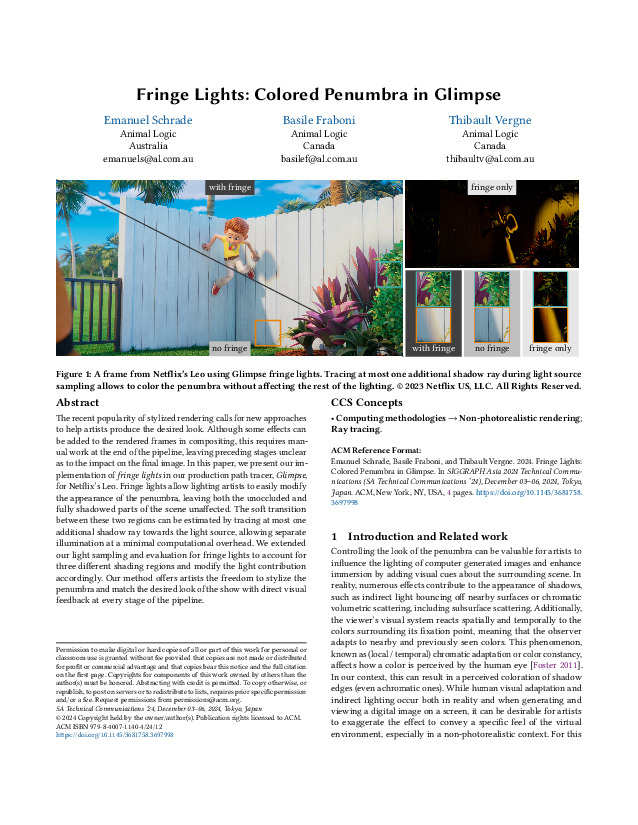 Fringe Lights: Colored Penumbra in Glimpse
Emanuel Schrade
Animal Logic
Australia
emanuels@al.com.au
Basile Fraboni
Animal Logic
Canada
basilef@al.com.au
Thibault Vergne
Animal Logic
Canada
thibaultv@al.com.au
with fringe
no fringe
fringe only
with fringe
no fringe
fringe only
Figure 1: A frame from Netflix's Leo using Glimpse fringe lights. Tracing at most one additional shadow ray during light source
sampling allows to color the penumbra without affecting the rest of the lighting. © 2023 Netflix US, LLC. All Rights Reserved.
Abstract
The recent popularity of stylized rendering calls for new approaches
to help artists produce the desired look. Although some effects can
be added to the rendered frames in compositing, this requires man-
ual work at the end of the pipeline, leaving preceding stages unclear
as to the impact on the final image. In this paper, we present our im-
plementation of fringe lights in our production path tracer, Glimpse,
for Netflix's Leo. Fringe lights allow lighting artists to easily modify
the appearance of the penumbra, leaving both the unoccluded and
fully shadowed parts of the scene unaffected. The soft transition
between these two regions can be estimated by tracing at most one
additional shadow ray towards the light source, allowing separate
illumination at a minimal computational overhead. We extended
our light sampling and evaluation for fringe lights to account for
three different shading regions and modify the light contribution
accordingly. Our method offers artists the freedom to stylize the
penumbra and match the desired look of the show with direct visual
feedback at every stage of the pipeline.
Permission to make digital or hard copies of all or part of this work for personal or
classroom use is granted without fee provided that copies are not made or distributed
for profit or commercial advantage and that copies bear this notice and the full citation
on the first page. Copyrights for components of this work owned by others than the
author(s) must be honored. Abstracting with credit is permitted. To copy otherwise, or
republish, to post on servers or to redistribute to lists, requires prior specific permission
and/or a fee. Request permissions from permissions@acm.org.
SA Technical Communications '24, December 03–06, 2024, Tokyo, Japan
© 2024 Copyright held by the owner/author(s). Publication rights licensed to ACM.
ACM ISBN 979-8-4007-1140-4/24/12
https://doi.org/10.1145/3681758.3697998
CCS Concepts
• Computing methodologies → Non-photorealistic rendering;
Ray tracing.
ACM Reference Format:
Emanuel Schrade, Basile Fraboni, and Thibault Vergne. 2024. Fringe Lights:
Colored Penumbra in Glimpse. In SIGGRAPH Asia 2024 Technical Commu-
nications (SA Technical Communications '24), December 03–06, 2024, Tokyo,
Japan. ACM, New York, NY, USA, 4 pages. https://doi.org/10.1145/3681758.
3697998
1 Introduction and Related work
Controlling the look of the penumbra can be valuable for artists to
influence the lighting of computer generated images and enhance
immersion by adding visual cues about the surrounding scene. In
reality, numerous effects contribute to the appearance of shadows,
such as indirect light bouncing off nearby surfaces or chromatic
volumetric scattering, including subsurface scattering. Additionally,
the viewer's visual system reacts spatially and temporally to the
colors surrounding its fixation point, meaning that the observer
adapts to nearby and previously seen colors. This phenomenon,
known as (local / temporal) chromatic adaptation or color constancy,
affects how a color is perceived by the human eye [Foster 2011].
In our context, this can result in a perceived coloration of shadow
edges (even achromatic ones). While human visual adaptation and
indirect lighting occur both in reality and when generating and
viewing a digital image on a screen, it can be desirable for artists
to exaggerate the effect to convey a specific feel of the virtual
environment, especially in a non-photorealistic context. For this